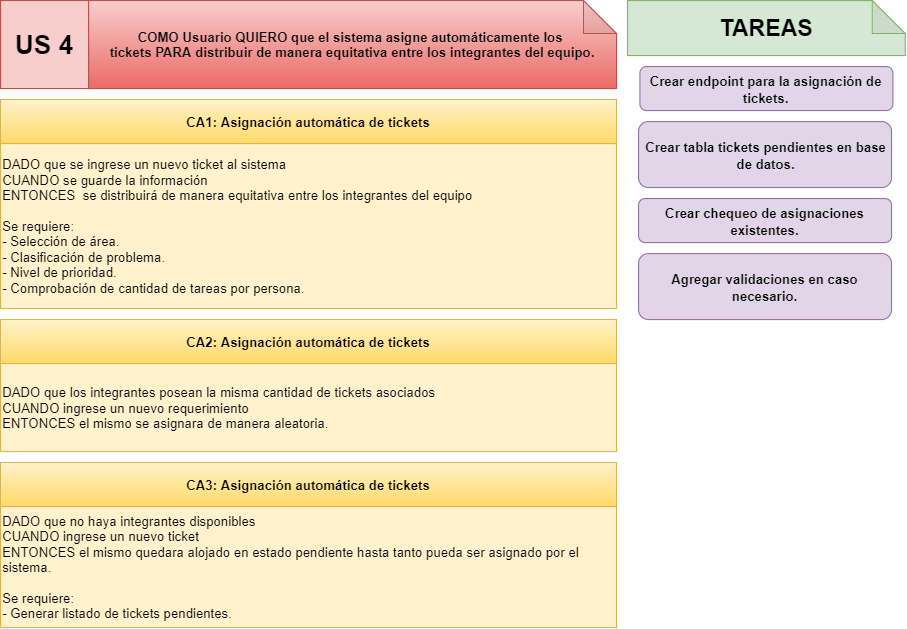 US 4
COMO Usuario QUIERO que el sistema asigne automáticamente los
tickets PARA distribuir de manera equitativa entre los integrantes del equipo.
CA1: Asignación automática de tickets
DADO que se ingrese un nuevo ticket al sistema
CUANDO se guarde la información
ENTONCES  se distribuirá de manera equitativa entre los integrantes del equipo
Se requiere:
- Selección de área.
- Clasificación de problema.
- Nivel de prioridad.
- Comprobación de cantidad de tareas por persona.
CA2: Asignación automática de tickets
DADO que los integrantes posean la misma cantidad de tickets asociados
CUANDO ingrese un nuevo requerimiento
ENTONCES el mismo se asignara de manera aleatoria.
CA3: Asignación automática de tickets
DADO que no haya integrantes disponibles
CUANDO ingrese un nuevo ticket
ENTONCES el mismo quedara alojado en estado pendiente hasta tanto pueda ser asignado por el
sistema.
Se requiere:
- Generar listado de tickets pendientes.
TAREAS
Crear endpoint para la asignación de
tickets.
Crear tabla tickets pendientes en base
de datos.
Crear chequeo de asignaciones
existentes.
Agregar validaciones en caso
necesario.